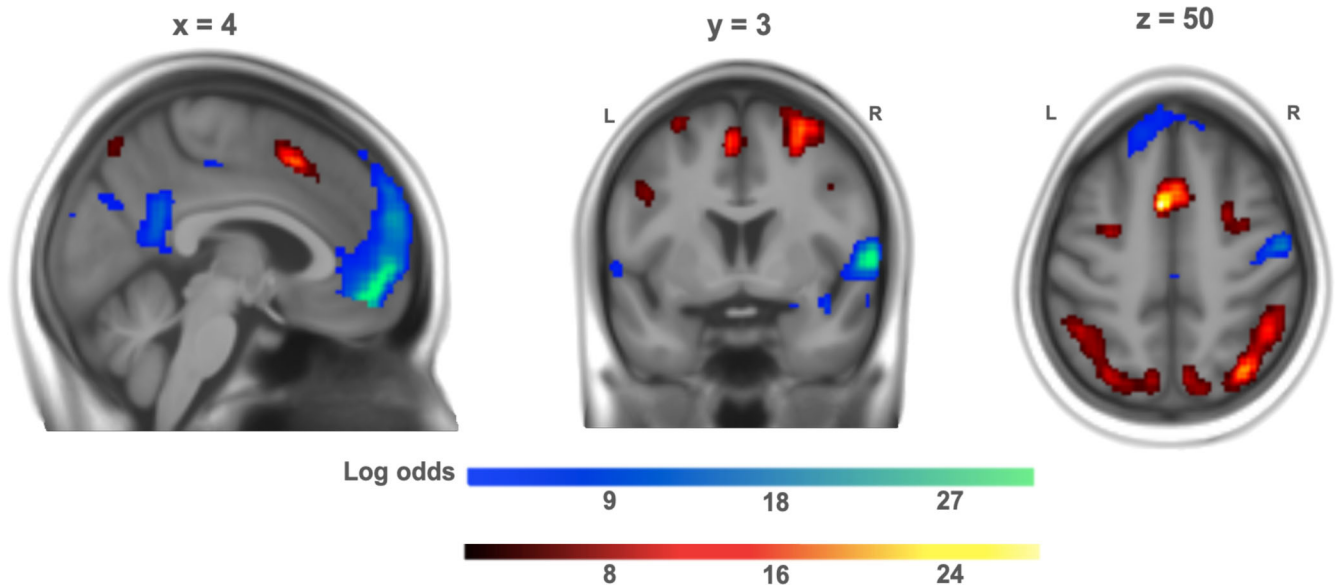 x = 4
y = 3
z = 50
L
R
L
R
Log odds
9 18 27
8 16 24